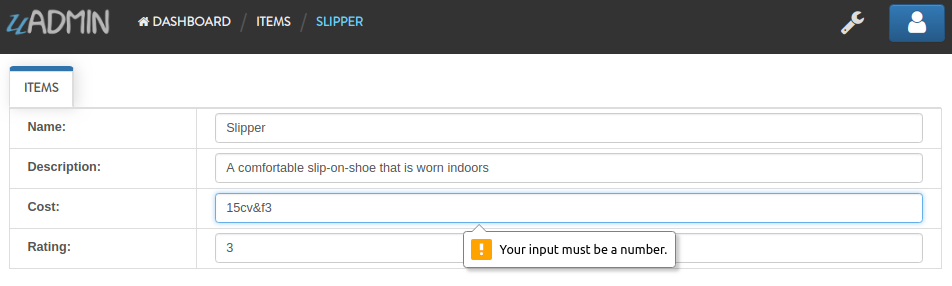 uADMIN DASHBOARD / ITEMS / SLIPPER
ITEMS
Name: Slipper
Description: A comfortable slip-on-shoe that is worn indoors
Cost: 15cv&f3
Rating: 3
! Your input must be a number.